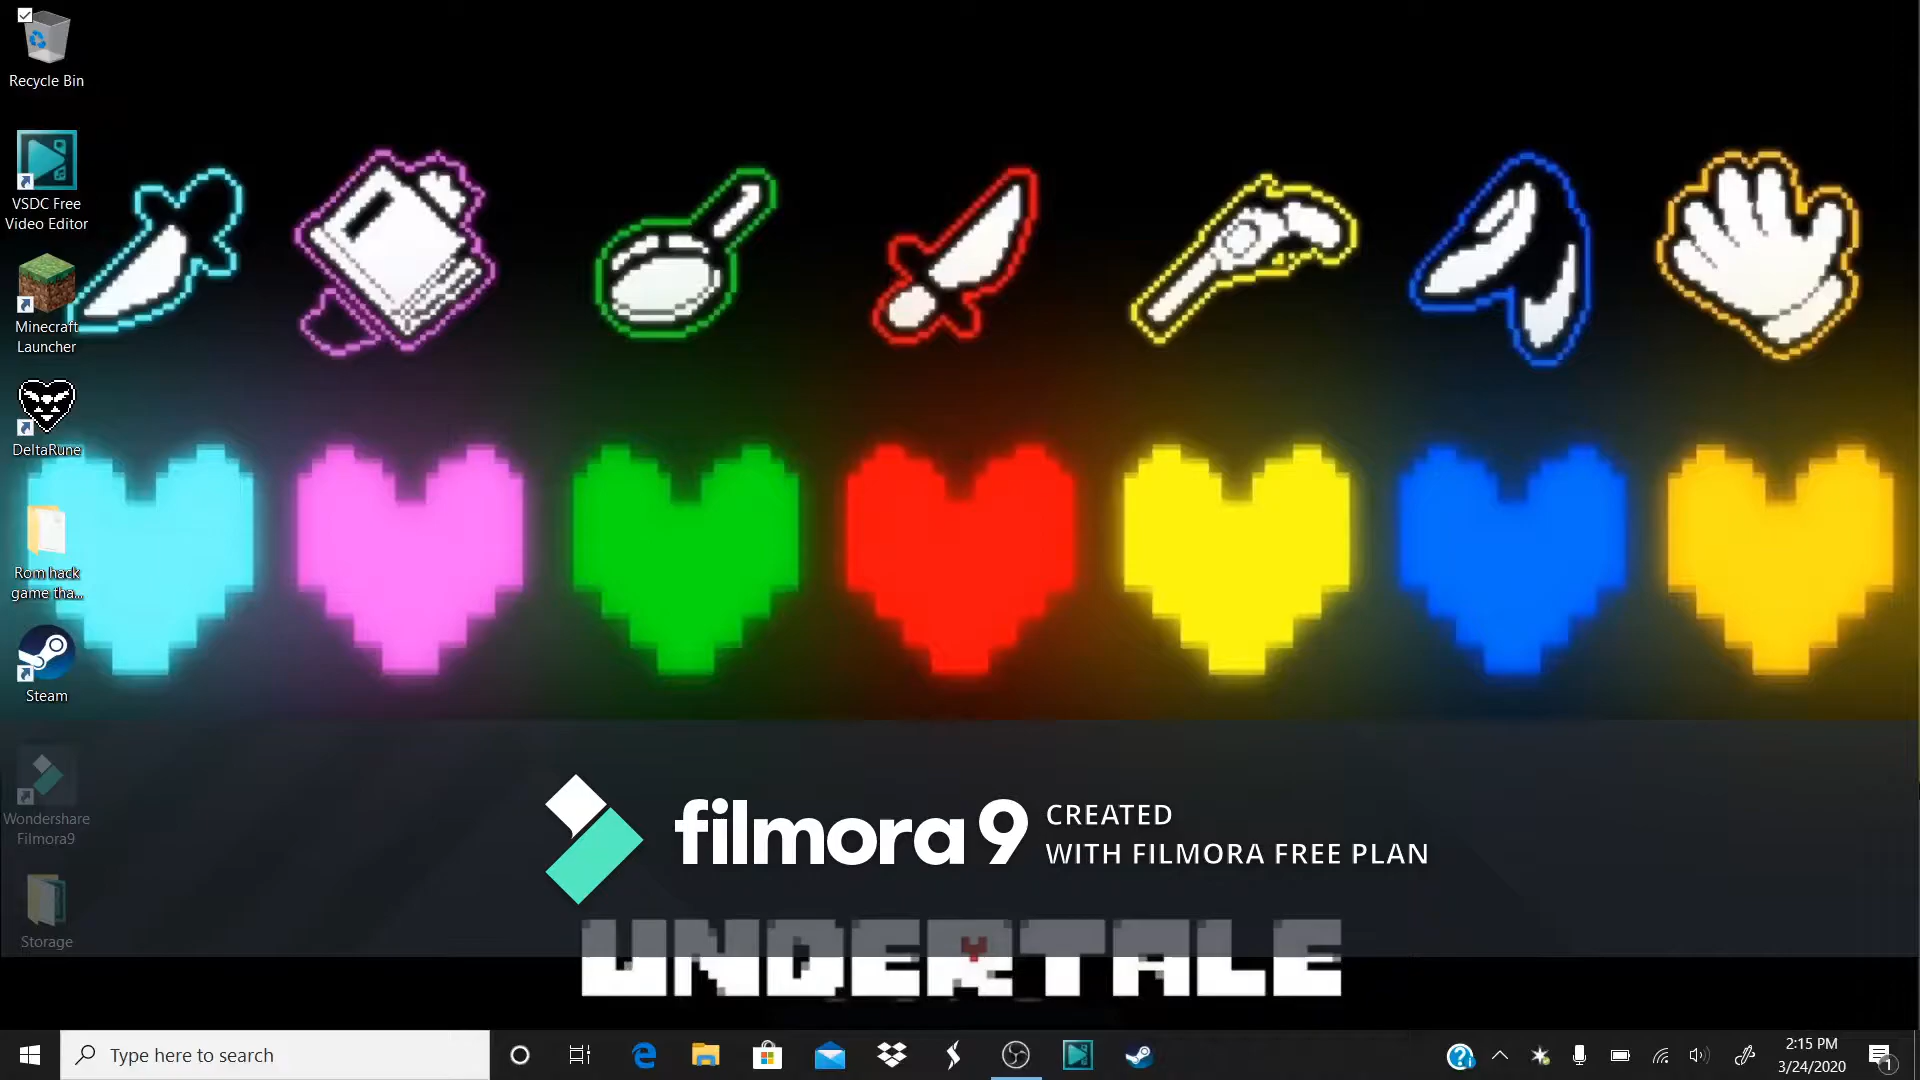 Recycle Bin
VSDC Free
Video Editor
Minecraft
Launcher
DeltaRune
Rom hack
game tha...
Steam
Wondershare
Filmora9
Storage
filmora 9
CREATED
WITH FILMORA FREE PLAN
UNDERTALE
Type here to search
2:15 PM
3/24/2020
1